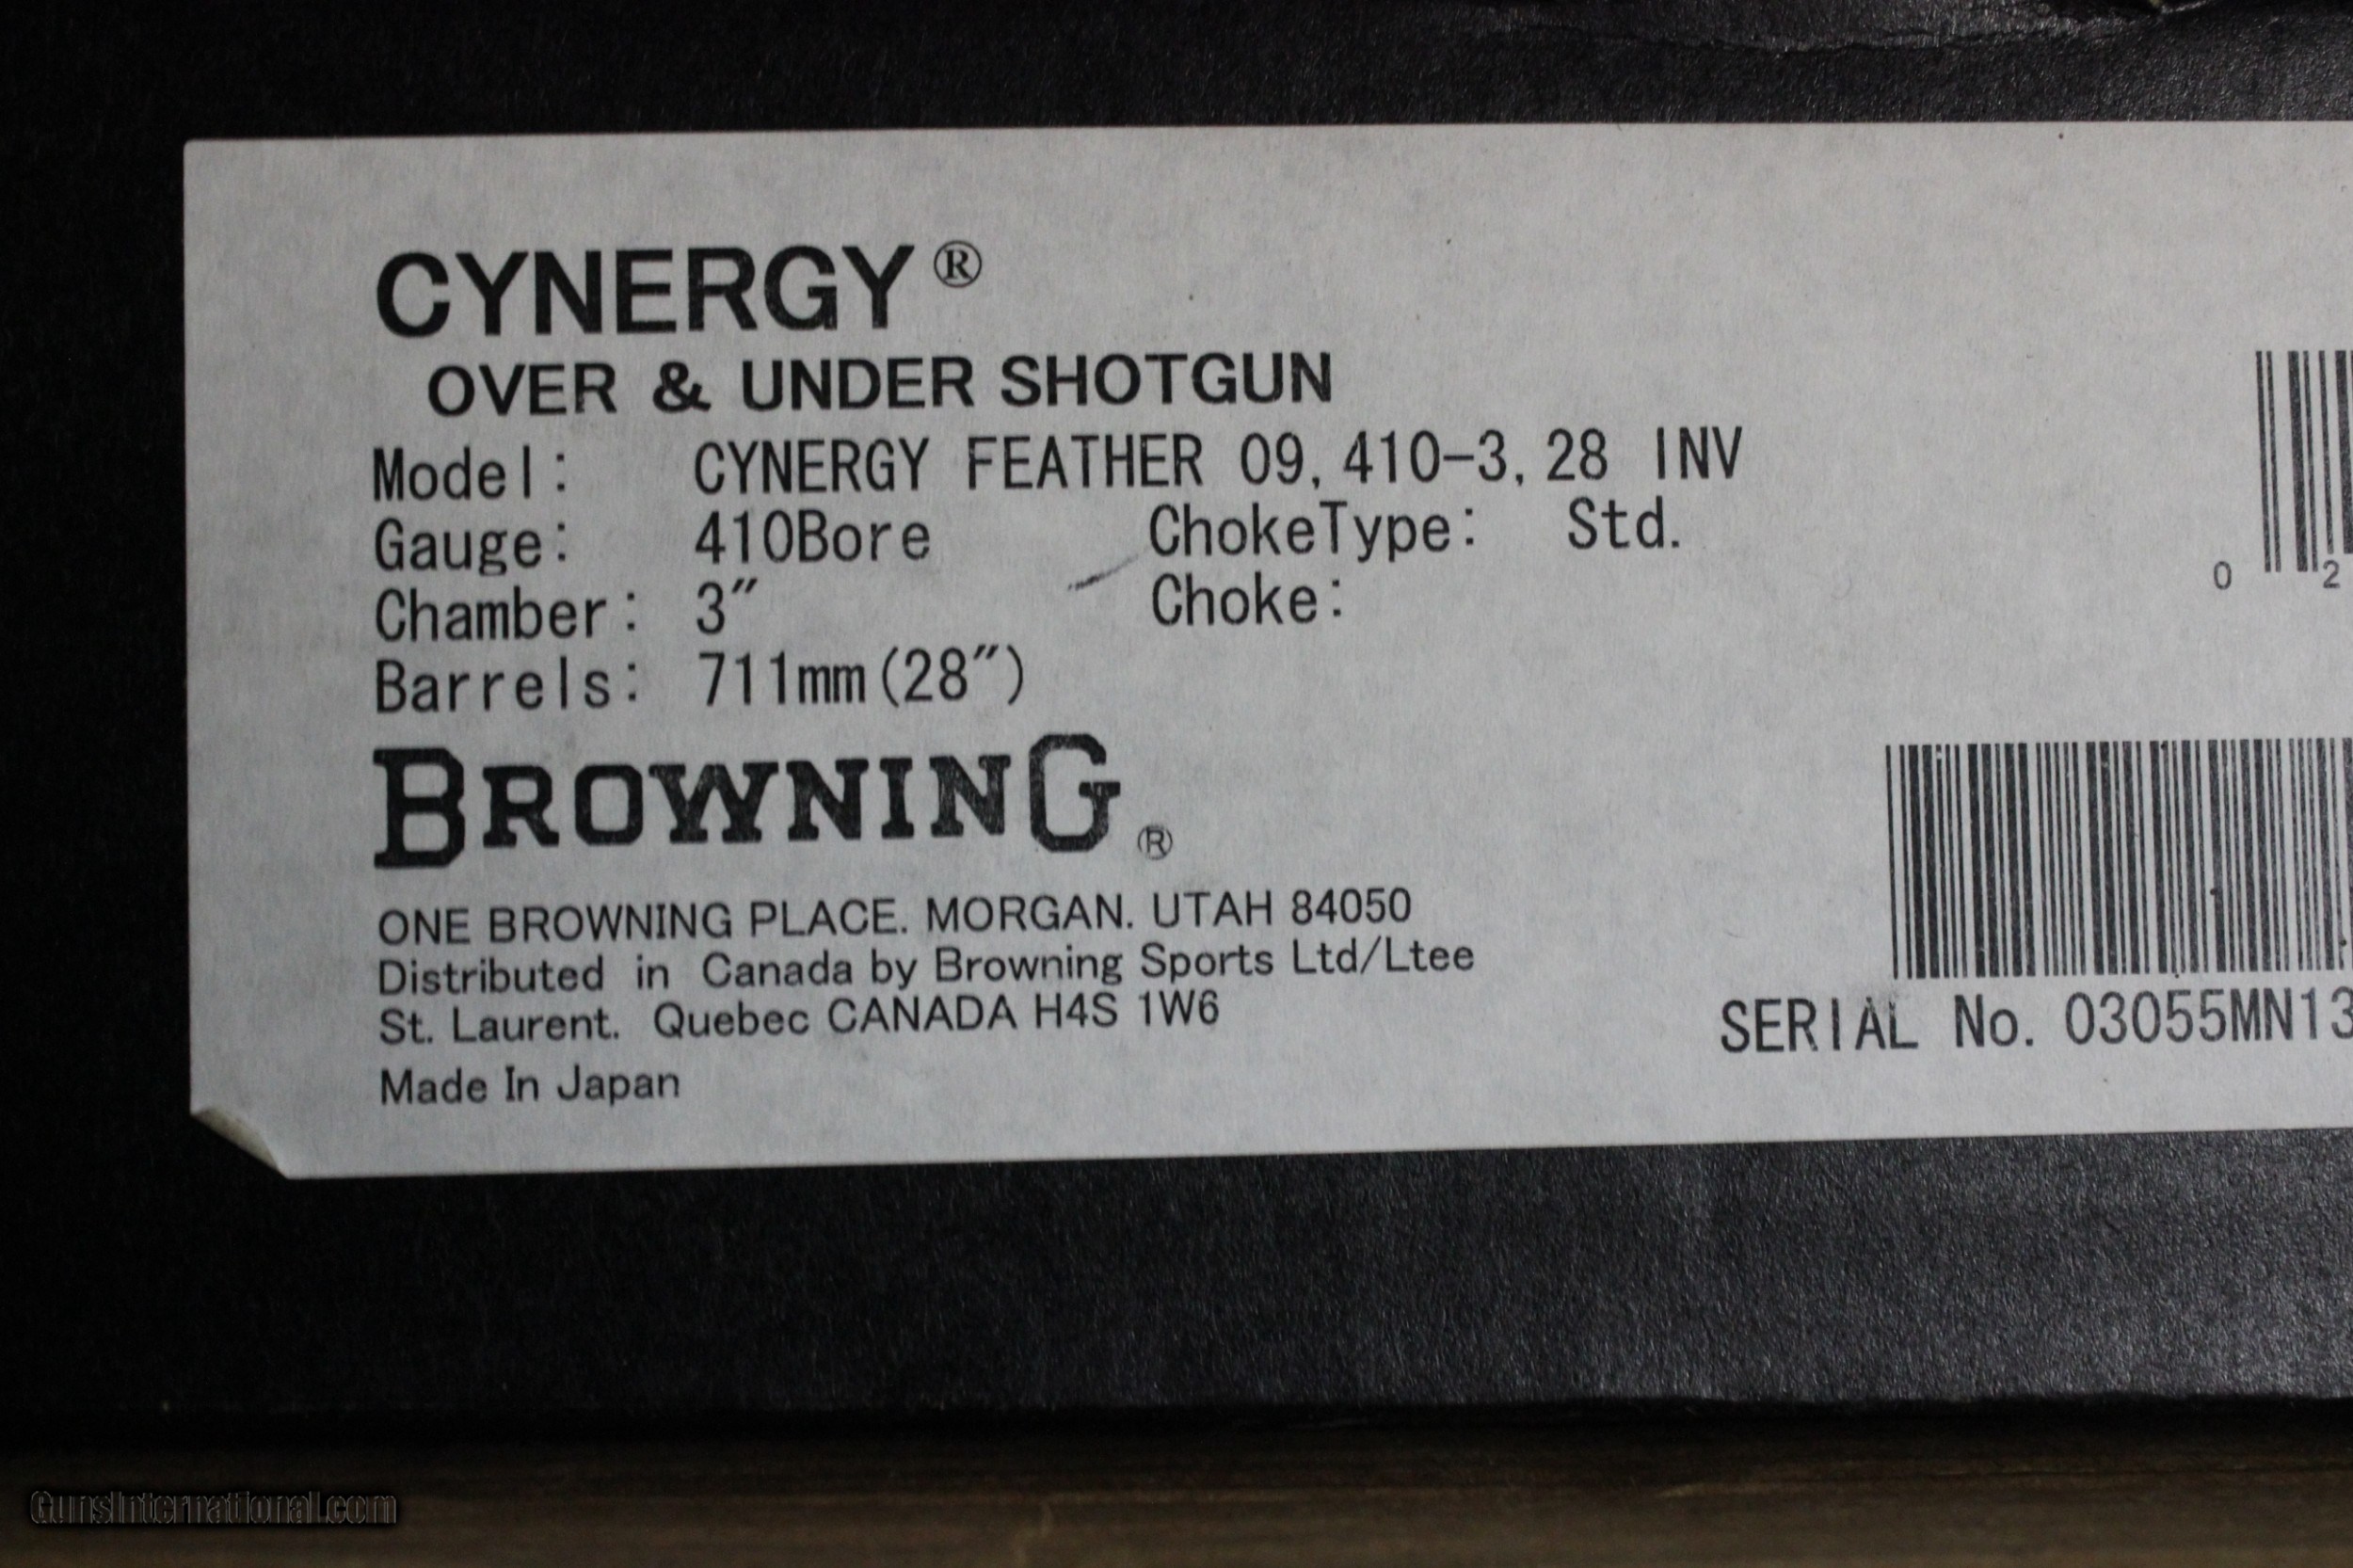 CYNERGY®
OVER & UNDER SHOTGUN
Model: CYNERGY FEATHER 09, 410-3, 28 INV
Gauge: 410Bore ChokeType: Std.
Chamber: 3″ Choke:
Barrels: 711mm(28″)
0 2
BROWNING®
ONE BROWNING PLACE. MORGAN. UTAH 84050
Distributed in Canada by Browning Sports Ltd/Ltee
St. Laurent. Quebec CANADA H4S 1W6
SERIAL No. 03055MN13
Made In Japan
GunsInternational.com